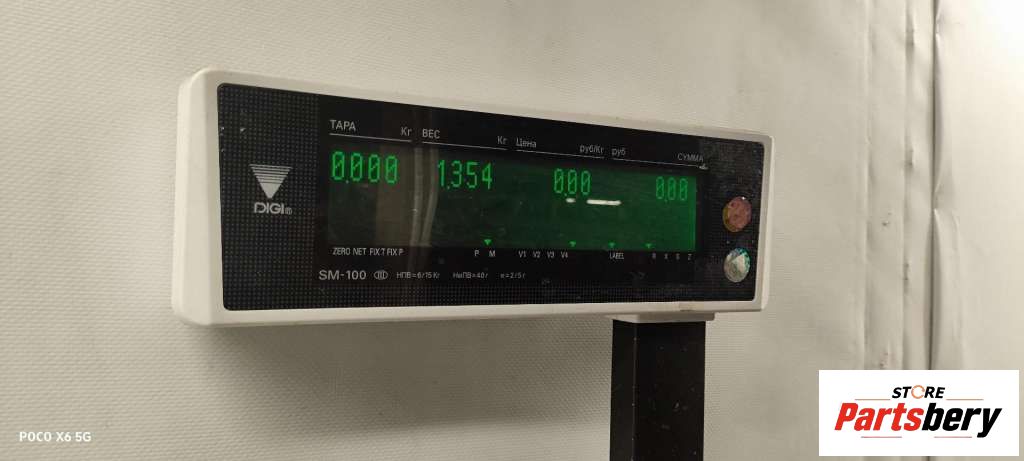 ТАРА Кг ВЕС Кг Цена руб/Кг руб СУММА
0.000 1.354 0.00 0.00
DIGI®
ZERO NET FIX T FIX P P M V1 V2 V3 V4 LABEL R X G Z
SM-100 III НПВ=6/15Кг НмПВ=40г e=2/5г
STORE
Partsbery
POCO X6 5G